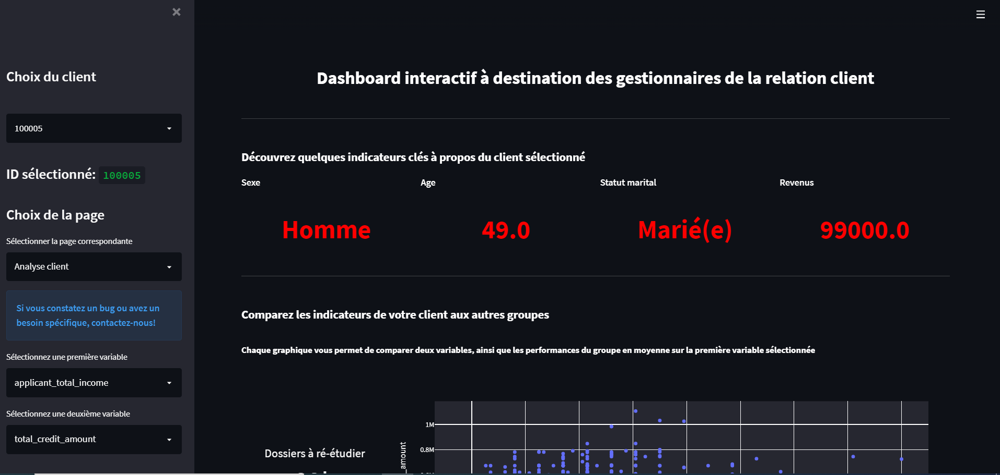 Choix du client
100005
ID sélectionné: 100005
Choix de la page
Sélectionner la page correspondante
Analyse client
Si vous constatez un bug ou avez un
besoin spécifique, contactez-nous!
Sélectionnez une première variable
applicant_total_income
Sélectionnez une deuxième variable
total_credit_amount
Dashboard interactif à destination des gestionnaires de la relation client
Découvrez quelques indicateurs clés à propos du client sélectionné
Sexe
Age
Statut marital
Revenus
Homme
49.0
Marié(e)
99000.0
Comparez les indicateurs de votre client aux autres groupes
Chaque graphique vous permet de comparer deux variables, ainsi que les performances du groupe en moyenne sur la première variable sélectionnée
Dossiers à ré-étudier
_amount
1M
0.8M